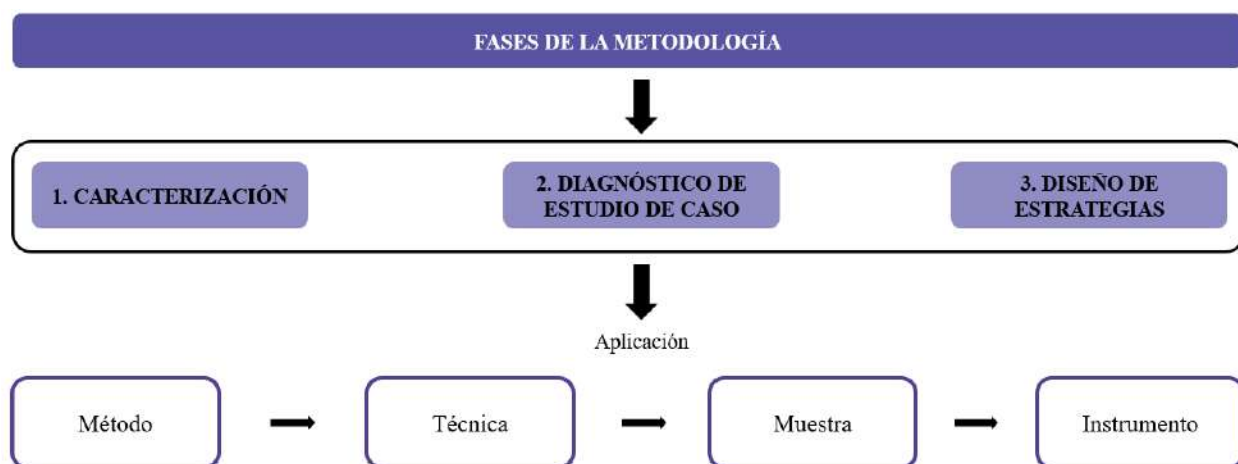 FASES DE LA METODOLOGÍA
1. CARACTERIZACIÓN
2. DIAGNÓSTICO DE
ESTUDIO DE CASO
3. DISEÑO DE
ESTRATEGIAS
Aplicación
Método
Técnica
Muestra
Instrumento